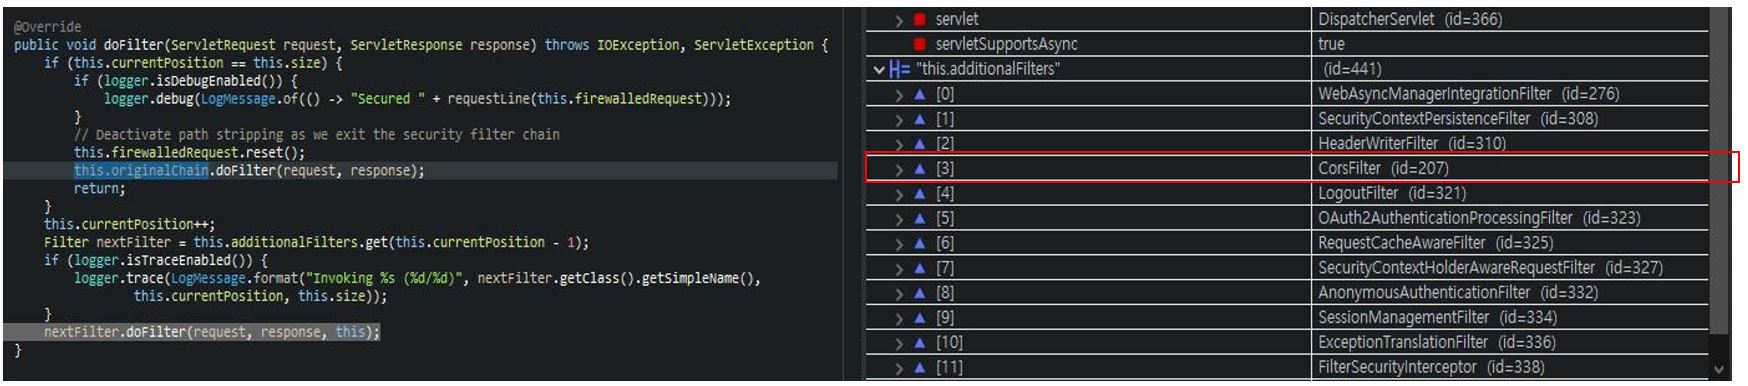 @Override
public void doFilter(ServletRequest request, ServletResponse response) throws IOException, ServletException {
if (this.currentPosition == this.size) {
if (logger.isDebugEnabled()) {
logger.debug(LogMessage.of(() -> "Secured " + requestLine(this.firewalledRequest)));
}
// Deactivate path stripping as we exit the security filter chain
this.firewalledRequest.reset();
this.originalChain.doFilter(request, response);
return;
}
this.currentPosition++;
Filter nextFilter = this.additionalFilters.get(this.currentPosition - 1);
if (logger.isTraceEnabled()) {
logger.trace(LogMessage.format("Invoking %s (%d/%d)", nextFilter.getClass().getSimpleName(),
this.currentPosition, this.size));
}
nextFilter.doFilter(request, response, this);
}
servlet DispatcherServlet (id=366)
servletSupportsAsync true
"this.additionalFilters" (id=441)
[0] WebAsyncManagerIntegrationFilter (id=276)
[1] SecurityContextPersistenceFilter (id=308)
[2] HeaderWriterFilter (id=310)
[3] CorsFilter (id=207)
[4] LogoutFilter (id=321)
[5] OAuth2AuthenticationProcessingFilter (id=323)
[6] RequestCacheAwareFilter (id=325)
[7] SecurityContextHolderAwareRequestFilter (id=327)
[8] AnonymousAuthenticationFilter (id=332)
[9] SessionManagementFilter (id=334)
[10] ExceptionTranslationFilter (id=336)
[11] FilterSecurityInterceptor (id=338)